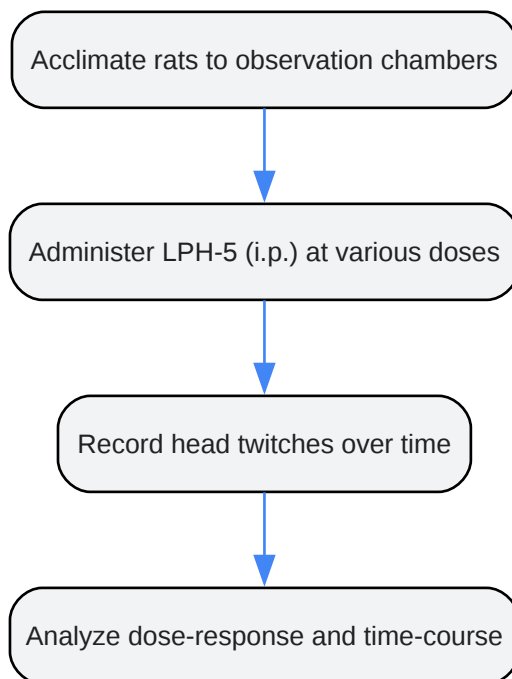 Acclimate rats to observation chambers
Administer LPH-5 (i.p.) at various doses
Record head twitches over time
Analyze dose-response and time-course